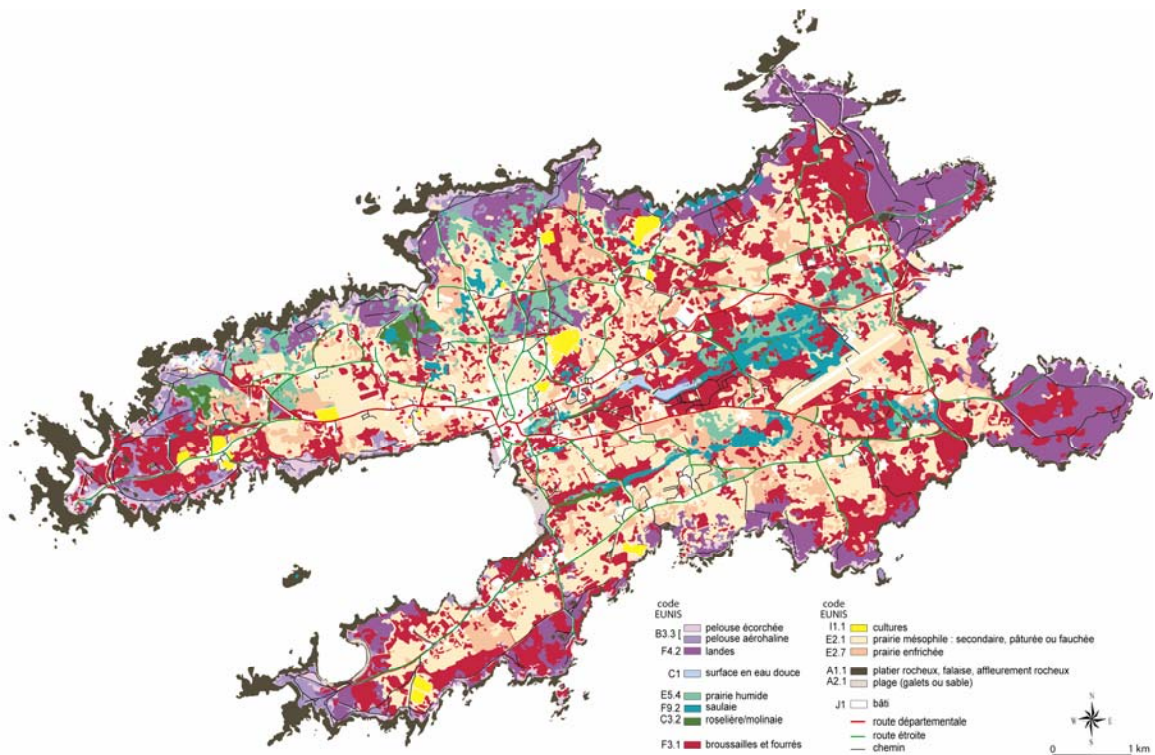 code
EUNIS
B3.3 [ pelouse écorchée
pelouse aérohaline
F4.2 landes
C1 surface en eau douce
E5.4 prairie humide
F9.2 saulaie
C3.2 roselière/molinaie
F3.1 broussailles et fourrés
code
EUNIS
I1.1 cultures
E2.1 prairie mésophile : secondaire, pâturée ou fauchée
E2.7 prairie enfrichée
A1.1 platier rocheux, falaise, affleurement rocheux
A2.1 plage (galets ou sable)
J1 bâti
route départementale
route étroite
chemin
N
W E
S
0 1 km